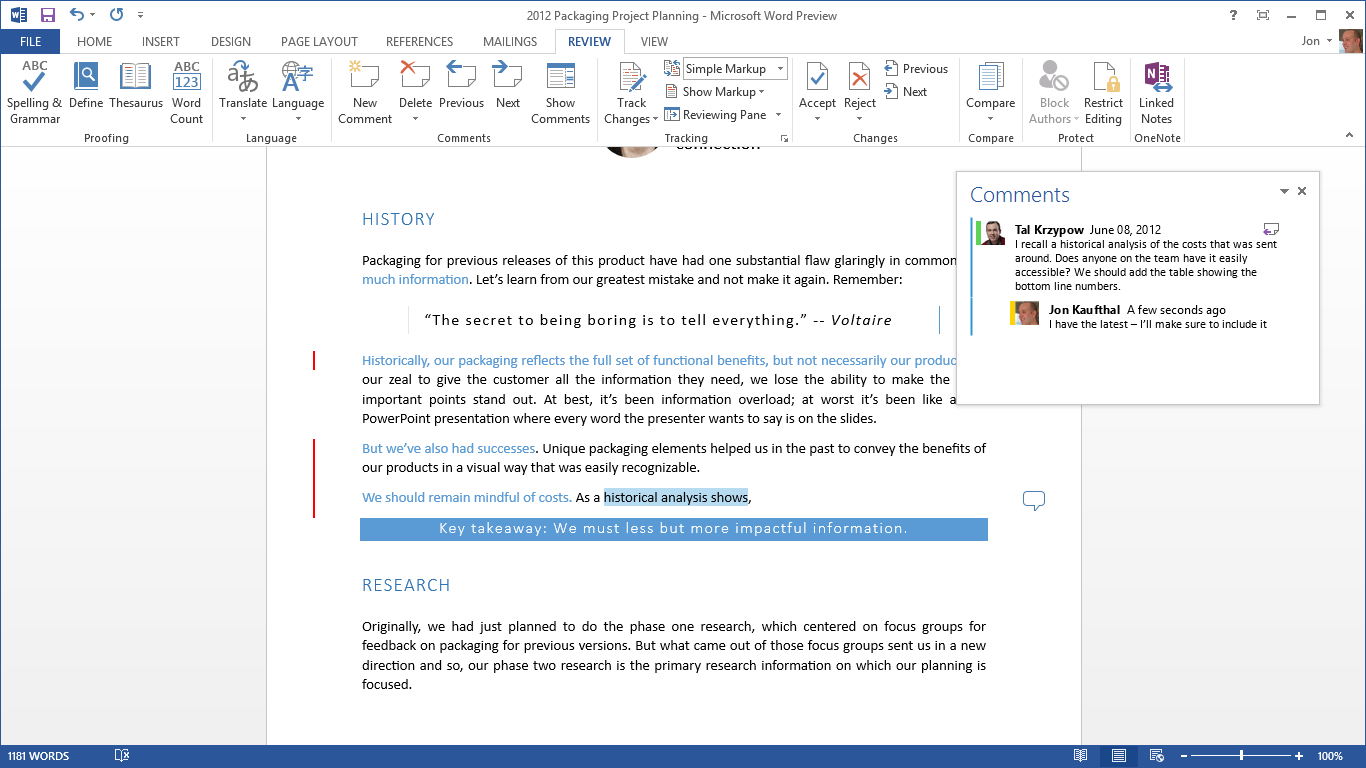 2012 Packaging Project Planning - Microsoft Word Preview
?
FILE HOME INSERT DESIGN PAGE LAYOUT REFERENCES MAILINGS REVIEW VIEW Jon
ABC Spelling & Grammar
Define
Thesaurus
ABC 123 Word Count
Proofing
Translate
Language
Language
New Comment
Delete
Previous
Next
Show Comments
Comments
Track Changes
Simple Markup
Show Markup
Reviewing Pane
Tracking
Accept
Reject
Previous
Next
Changes
Compare
Compare
Block Authors
Restrict Editing
Protect
Linked Notes
OneNote
HISTORY
Packaging for previous releases of this product have had one substantial flaw glaringly in common
much information. Let’s learn from our greatest mistake and not make it again. Remember:
“The secret to being boring is to tell everything.” -- Voltaire
Historically, our packaging reflects the full set of functional benefits, but not necessarily our produc
our zeal to give the customer all the information they need, we lose the ability to make the
important points stand out. At best, it’s been information overload; at worst it’s been like a
PowerPoint presentation where every word the presenter wants to say is on the slides.
But we’ve also had successes. Unique packaging elements helped us in the past to convey the benefits of
our products in a visual way that was easily recognizable.
We should remain mindful of costs. As a historical analysis shows,
Key takeaway: We must less but more impactful information.
RESEARCH
Originally, we had just planned to do the phase one research, which centered on focus groups for
feedback on packaging for previous versions. But what came out of those focus groups sent us in a new
direction and so, our phase two research is the primary research information on which our planning is
focused.
Comments
Tal Krzypow June 08, 2012
I recall a historical analysis of the costs that was sent
around. Does anyone on the team have it easily
accessible? We should add the table showing the
bottom line numbers.
Jon Kaufthal A few seconds ago
I have the latest – I’ll make sure to include it
1181 WORDS
100%